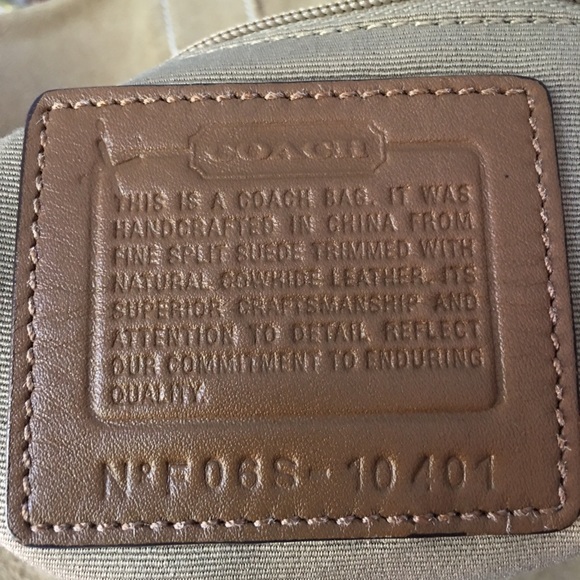 COACH
THIS IS A COACH BAG. IT WAS
HANDCRAFTED IN CHINA FROM
FINE SPLIT SUEDE TRIMMED WITH
NATURAL COWHIDE LEATHER. ITS
SUPERIOR CRAFTSMANSHIP AND
ATTENTION TO DETAIL REFLECT
OUR COMMITMENT TO ENDURING
QUALITY.
NºF06S-10401